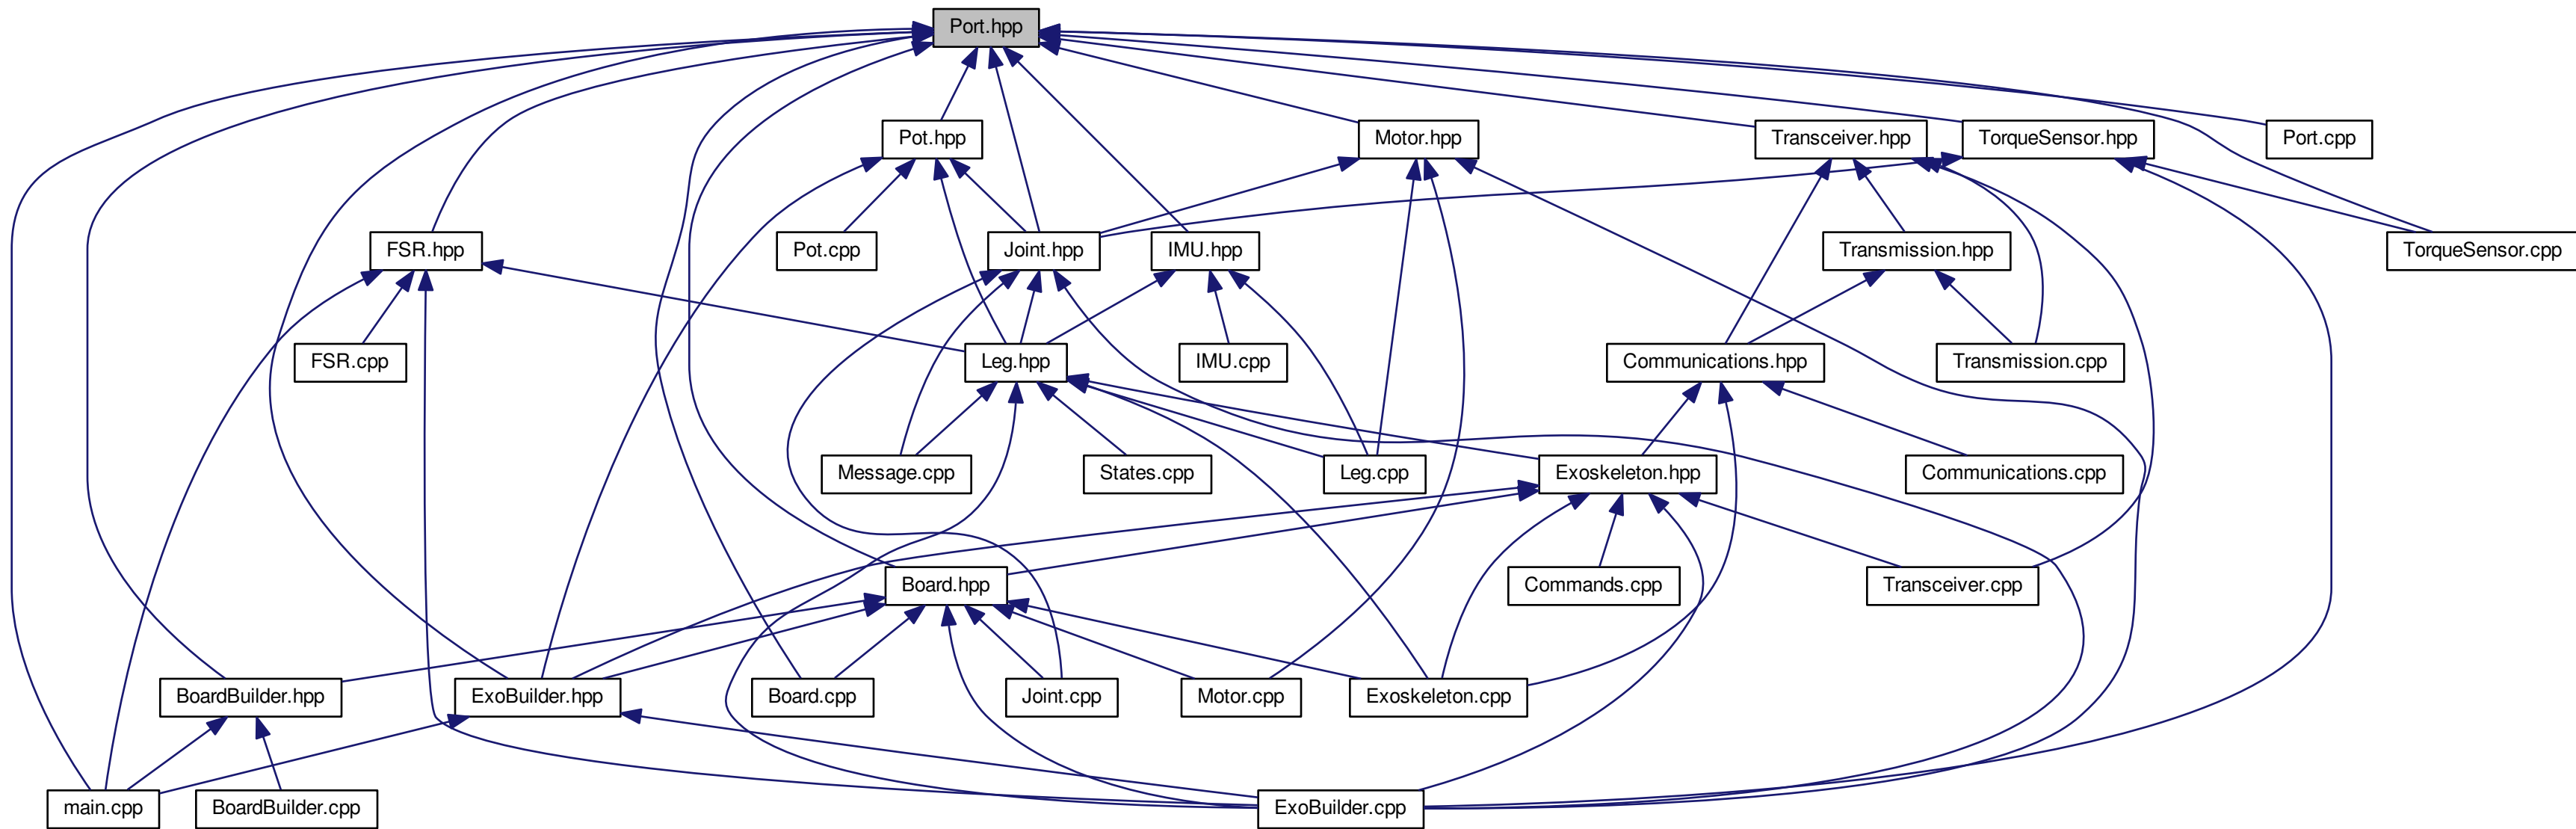 Port.hpp
Pot.hpp
Motor.hpp
Transceiver.hpp
TorqueSensor.hpp
Port.cpp
FSR.hpp
Pot.cpp
Joint.hpp
IMU.hpp
Transmission.hpp
TorqueSensor.cpp
FSR.cpp
Leg.hpp
IMU.cpp
Communications.hpp
Transmission.cpp
Message.cpp
States.cpp
Leg.cpp
Exoskeleton.hpp
Communications.cpp
Board.hpp
Commands.cpp
Transceiver.cpp
BoardBuilder.hpp
ExoBuilder.hpp
Board.cpp
Joint.cpp
Motor.cpp
Exoskeleton.cpp
main.cpp
BoardBuilder.cpp
ExoBuilder.cpp